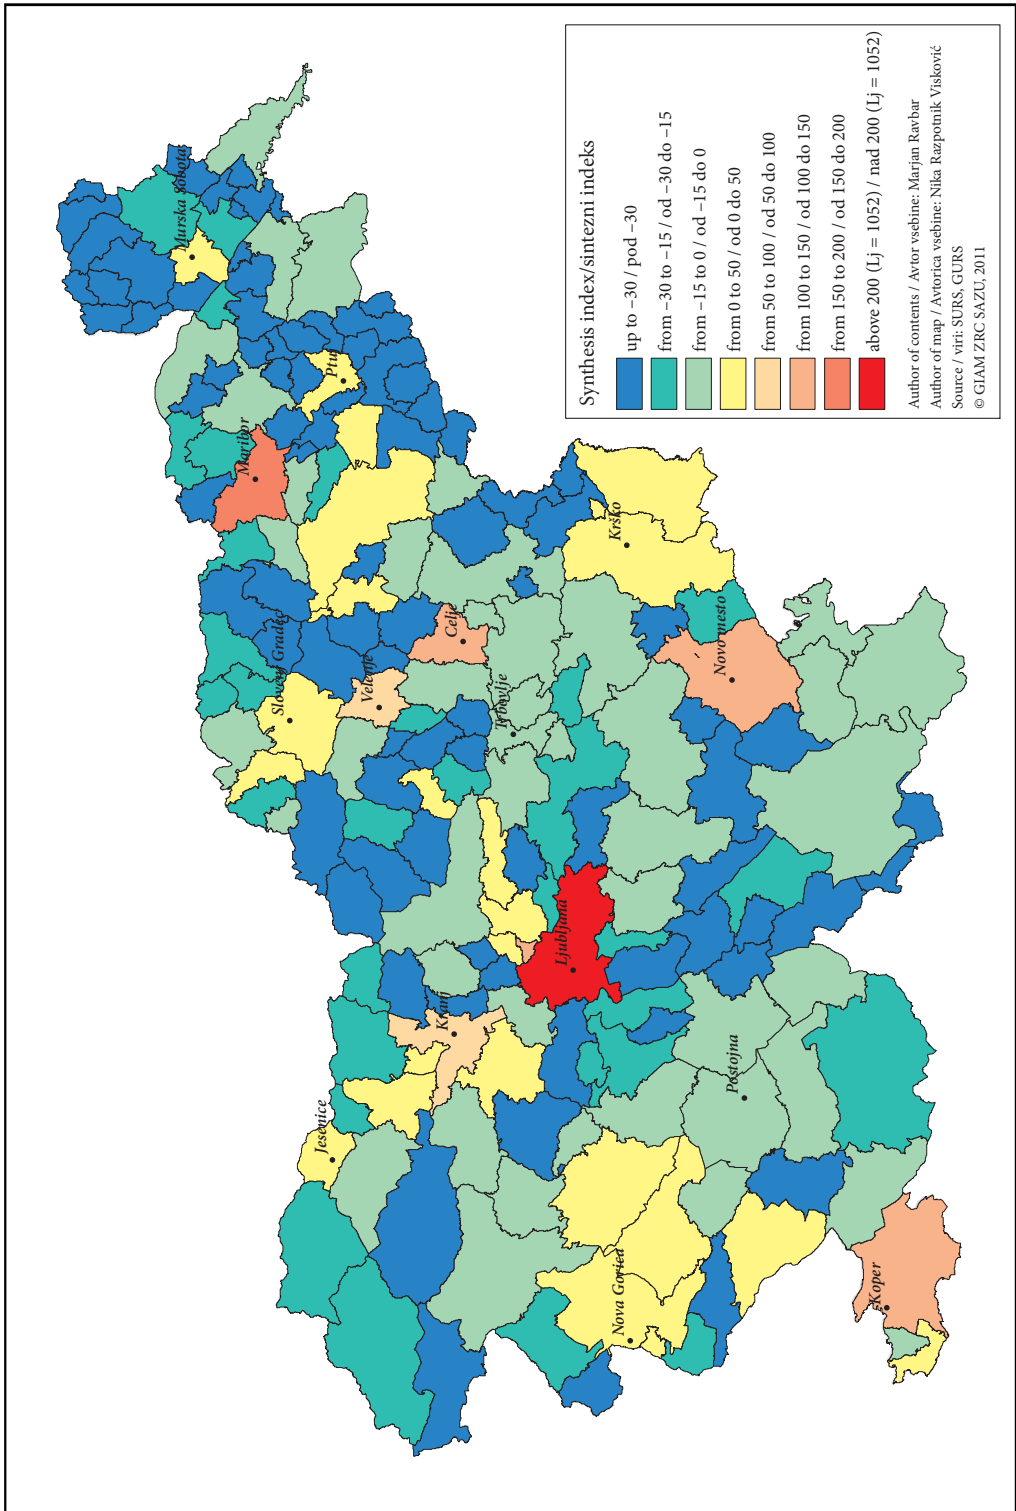 Murska Sobota
Maribor
Ptuj
Slovenj Gradec
Velenje
Celje
Krško
Jesenice
Kranj
Trbovlje
Novo mesto
Ljubljana
Nova Gorica
Postojna
Koper
Synthesis index/sintezni indeks
up to −30 / pod −30
from −30 to −15 / od −30 do −15
from −15 to 0 / od −15 do 0
from 0 to 50 / od 0 do 50
from 50 to 100 / od 50 do 100
from 100 to 150 / od 100 do 150
from 150 to 200 / od 150 do 200
above 200 (Lj = 1052) / nad 200 (Lj = 1052)
Author of contents / Avtor vsebine: Marjan Ravbar
Author of map / Avtorica vsebine: Nika Razpotnik Visković
Source / viri: SURS, GURS
© GIAM ZRC SAZU, 2011